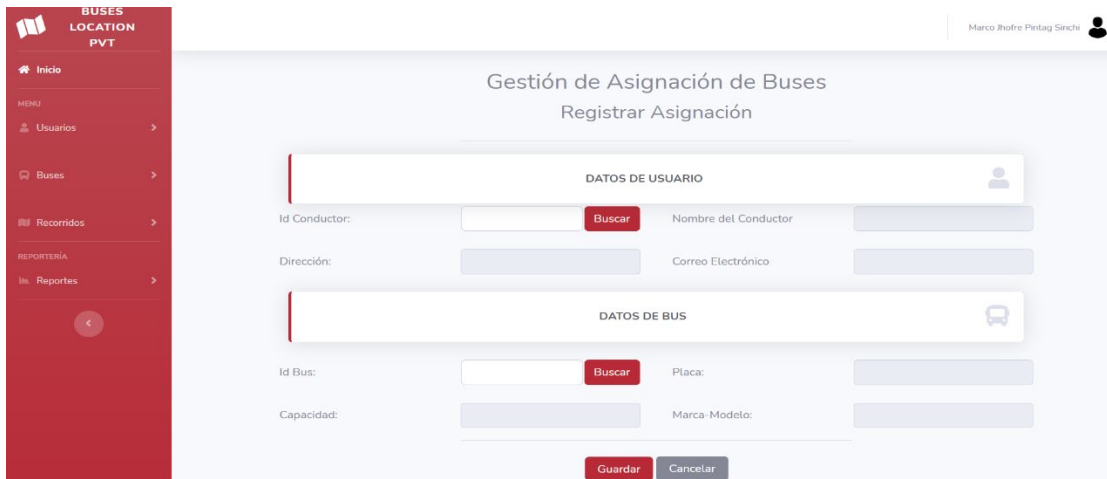 BUSES
LOCATION
PVT
Marco Jhofre Pintag Sinchi
Inicio
MENU
Usuarios
Buses
Recorridos
REPORTERÍA
Reportes
Gestión de Asignación de Buses
Registrar Asignación
DATOS DE USUARIO
Id Conductor: Buscar Nombre del Conductor
Dirección: Correo Electrónico
DATOS DE BUS
Id Bus: Buscar Placa:
Capacidad: Marca-Modelo:
Guardar Cancelar